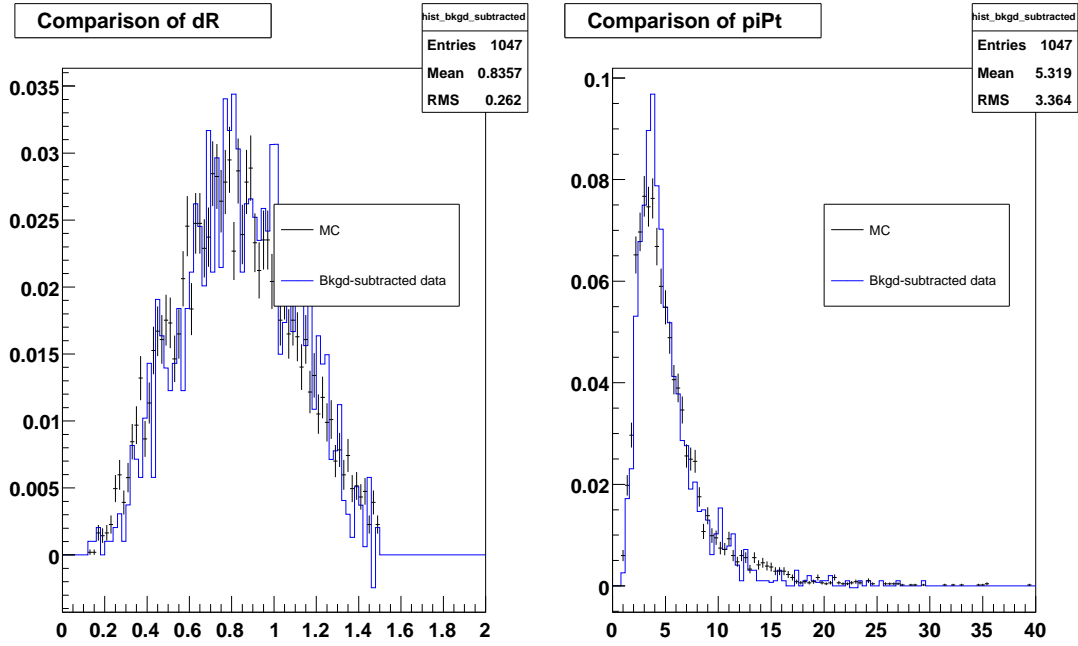 Comparison of dR
hist_bkgd_subtracted
Entries 1047
Mean 0.8357
RMS 0.262
0.035
0.03
0.025
0.02
0.015
0.01
0.005
0
MC
Bkgd-subtracted data
0 0.2 0.4 0.6 0.8 1 1.2 1.4 1.6 1.8 2
Comparison of piPt
hist_bkgd_subtracted
Entries 1047
Mean 5.319
RMS 3.364
0.1
0.08
0.06
0.04
0.02
0
MC
Bkgd-subtracted data
0 5 10 15 20 25 30 35 40